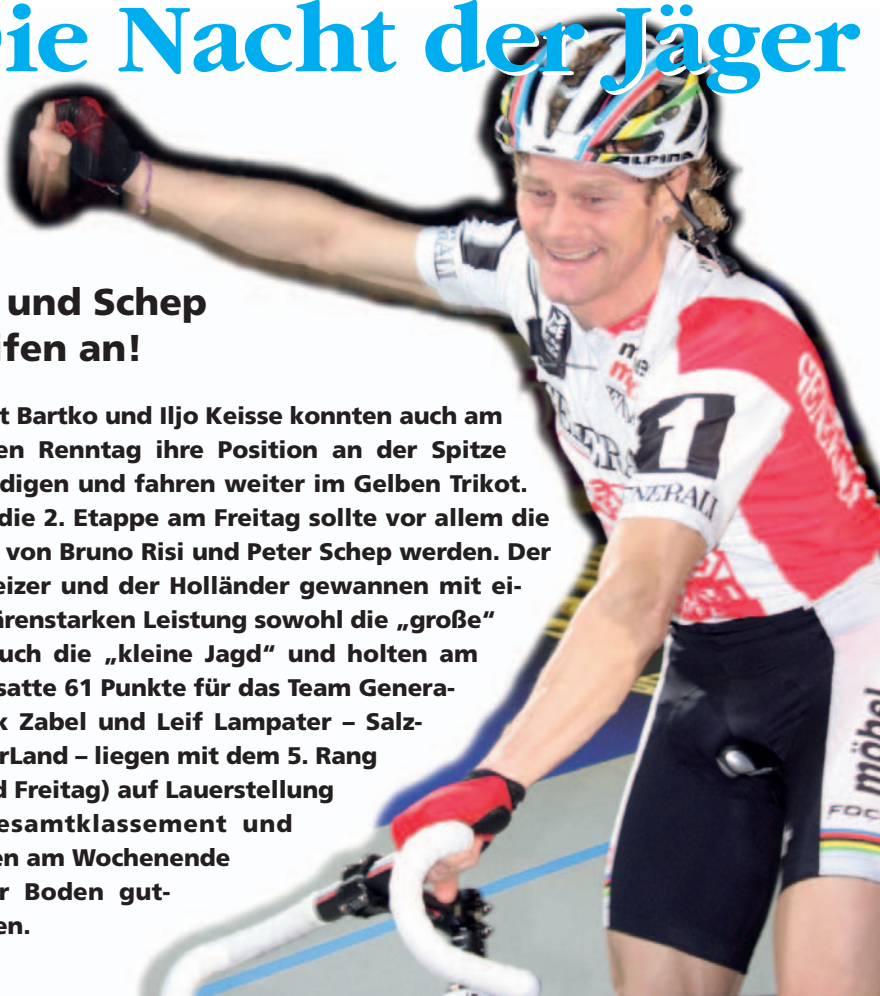 ie Nacht der Jäger
und Schep
fen an!
t Bartko und Iljo Keisse konnten auch am
en Renntag ihre Position an der Spitze
digen und fahren weiter im Gelben Trikot.
die 2. Etappe am Freitag sollte vor allem die
von Bruno Risi und Peter Schep werden. Der
eizer und der Holländer gewannen mit ei-
ärenstarken Leistung sowohl die „große“
uch die „kleine Jagd“ und holten am
satte 61 Punkte für das Team Genera-
k Zabel und Leif Lampater – Salz-
rLand – liegen mit dem 5. Rang
d Freitag) auf Lauerstellung
esamtklassement und
en am Wochenende
r Boden gut-
en.
ALPINA
1
GENERALI
möbel
FOC